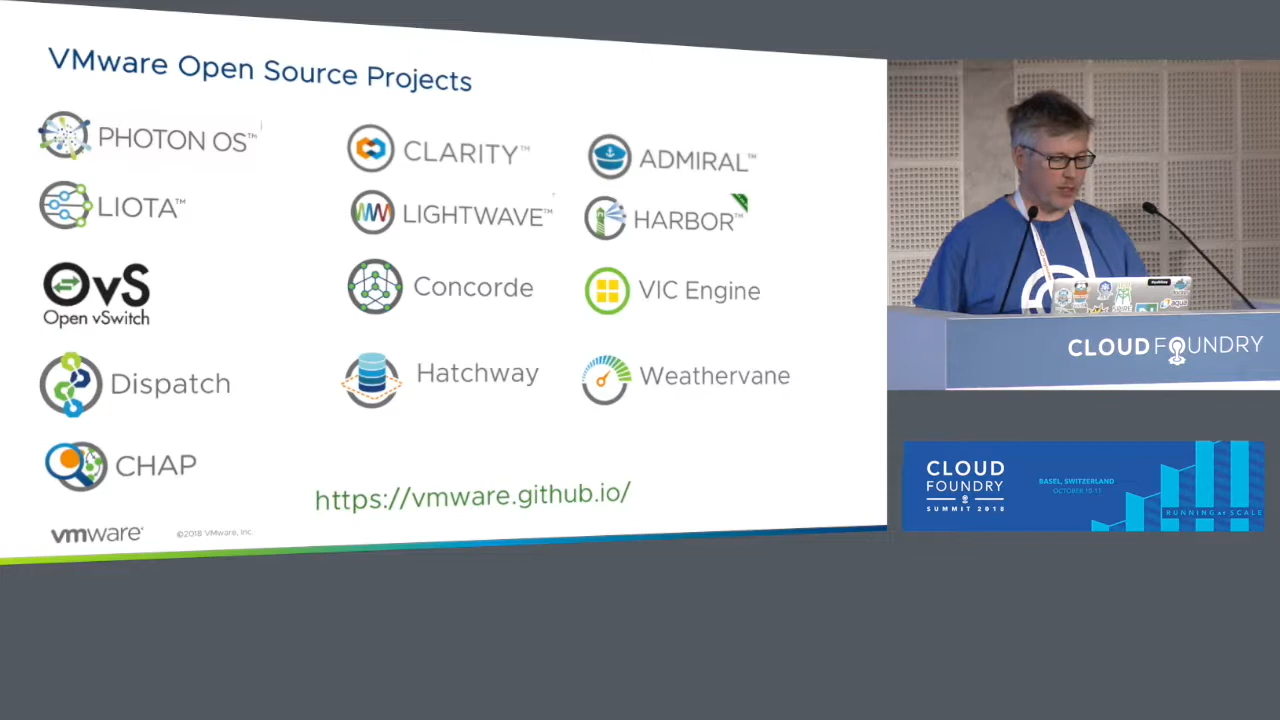 VMware Open Source Projects
PHOTON OS™
CLARITY™
ADMIRAL™
LIOTA™
LIGHTWAVE™
HARBOR™
OvS
Open vSwitch
Concorde
VIC Engine
Dispatch
Hatchway
Weathervane
CHAP
https://vmware.github.io/
vmware
©2018 VMware, Inc.
CLOUD FOUNDRY
CLOUD
FOUNDRY
SUMMIT 2018
BASEL, SWITZERLAND
OCTOBER 10-11
RUNNING AT SCALE